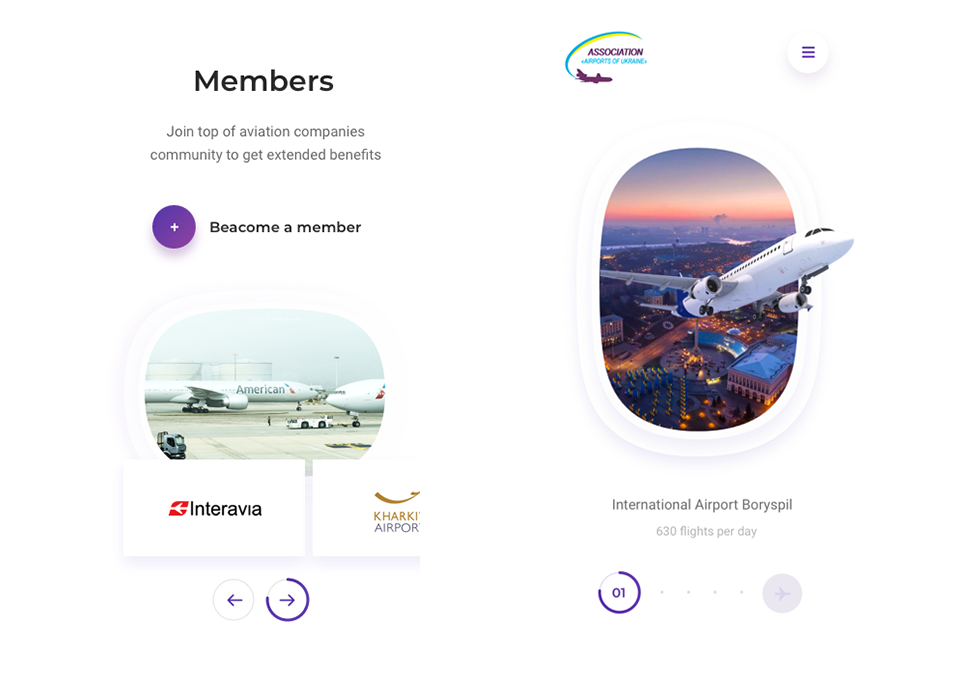 Members
Join top of aviation companies
community to get extended benefits
+
Beacome a member
American
Interavia
KHARKI
AIRPOR
ASSOCIATION
«AIRPORTS OF UKRAINE»
International Airport Boryspil
630 flights per day
01